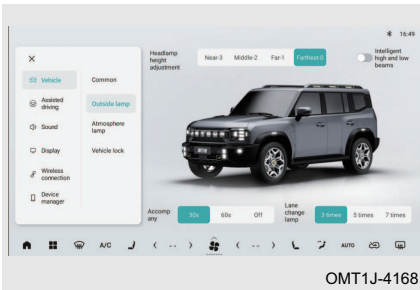 16:49
Headlamp
height
adjustment
Near-3 Middle-2 Far-1 Farthest-0
Intelligent
high and low
beams
Vehicle
Assisted
driving
Sound
Display
Wireless
connection
Device
manager
Common
Outside lamp
Atmosphere
lamp
Vehicle lock
Accomp
any
30s 60s Off
Lane
change
lamp
3 times 5 times 7 times
A/C
< -- >
< -- >
AUTO
OMT1J-4168